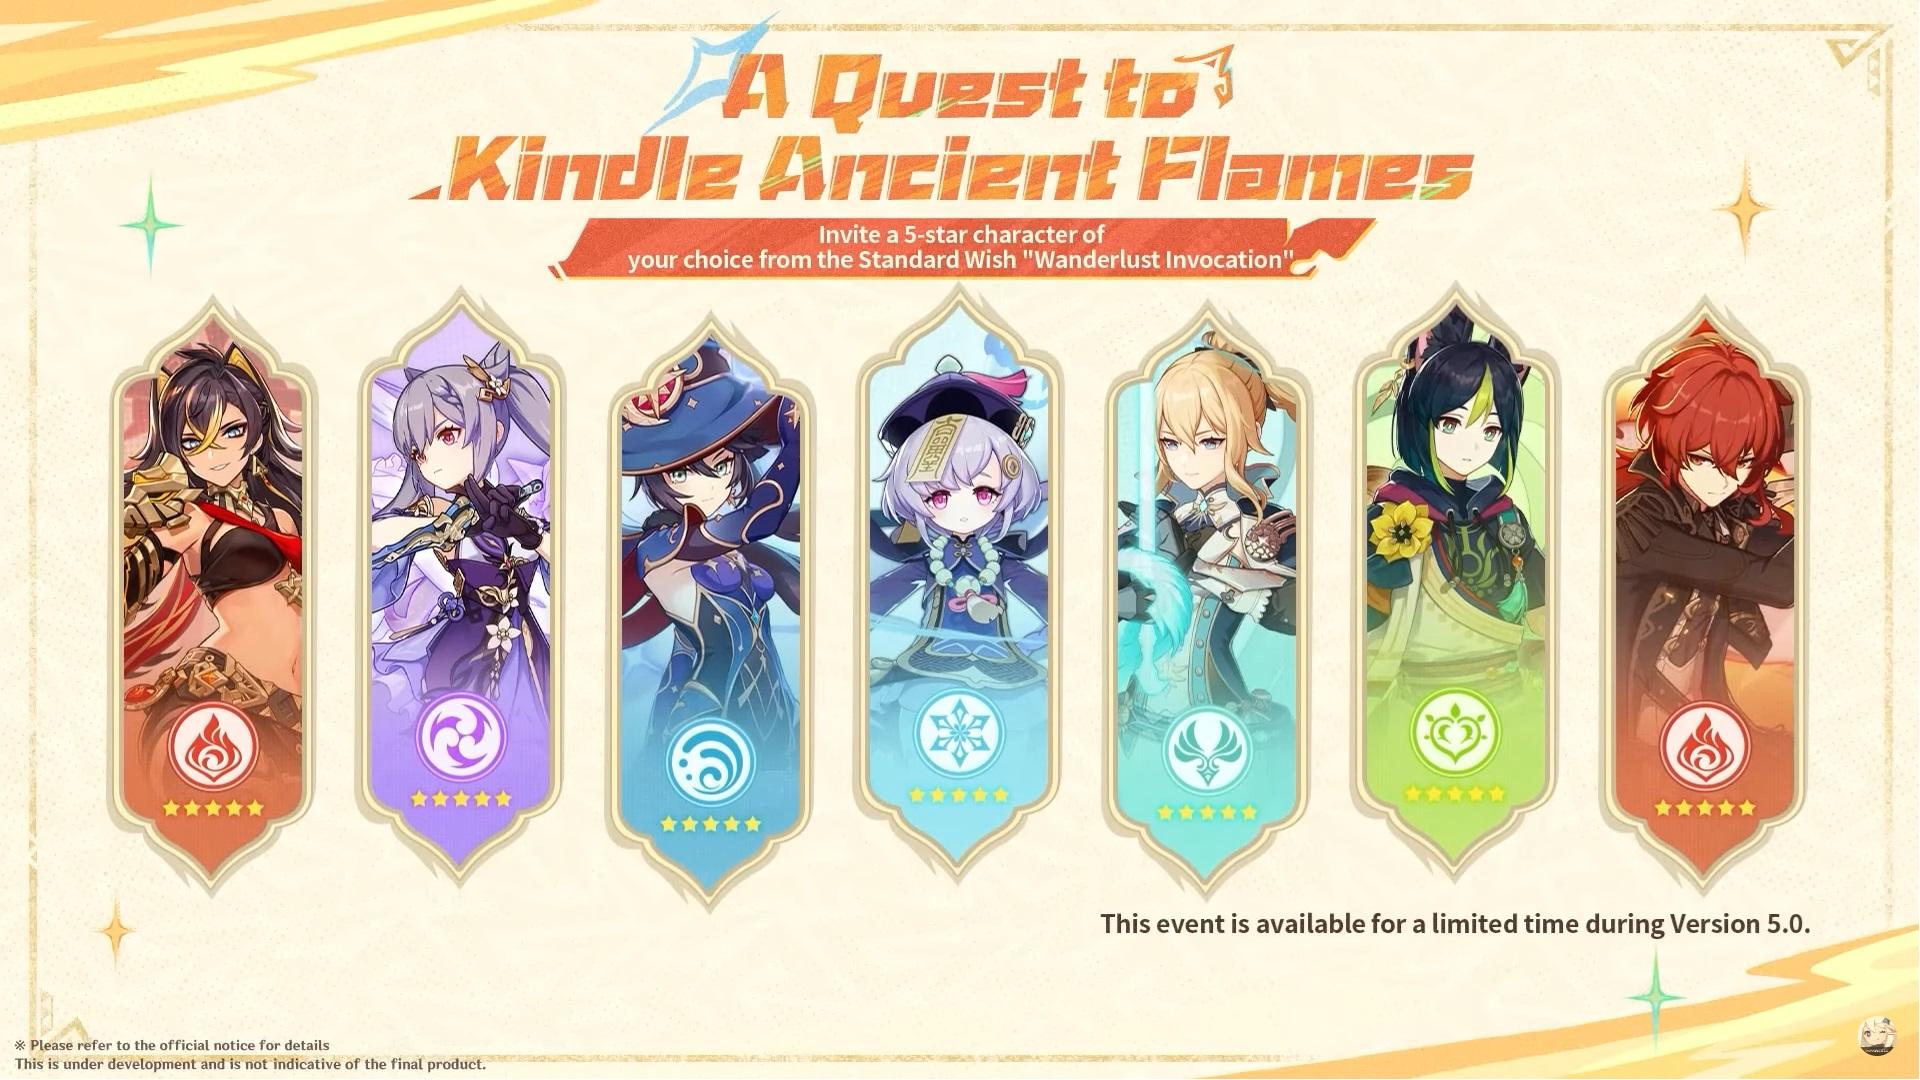 A Quest to
Kindle Ancient Flames
Invite a 5-star character of
your choice from the Standard Wish "Wanderlust Invocation"
This event is available for a limited time during Version 5.0.
※ Please refer to the official notice for details
This is under development and is not indicative of the final product.